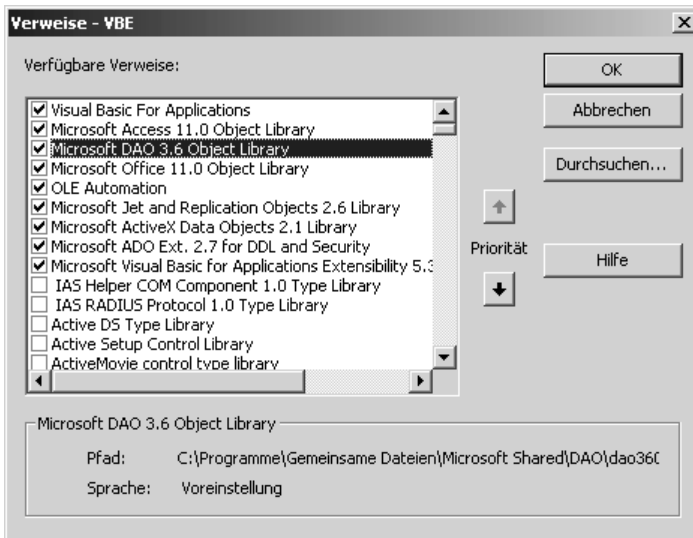 Verweise - VBE
Verfügbare Verweise:
Visual Basic For Applications
Microsoft Access 11.0 Object Library
Microsoft DAO 3.6 Object Library
Microsoft Office 11.0 Object Library
OLE Automation
Microsoft Jet and Replication Objects 2.6 Library
Microsoft ActiveX Data Objects 2.1 Library
Microsoft ADO Ext. 2.7 for DDL and Security
Microsoft Visual Basic for Applications Extensibility 5.3
IAS Helper COM Component 1.0 Type Library
IAS RADIUS Protocol 1.0 Type Library
Active DS Type Library
Active Setup Control Library
ActiveMovie control type library
OK
Abbrechen
Durchsuchen...
Priorität
Hilfe
Microsoft DAO 3.6 Object Library
Pfad: C:\Programme\Gemeinsame Dateien\Microsoft Shared\DAO\dao360
Sprache: Voreinstellung